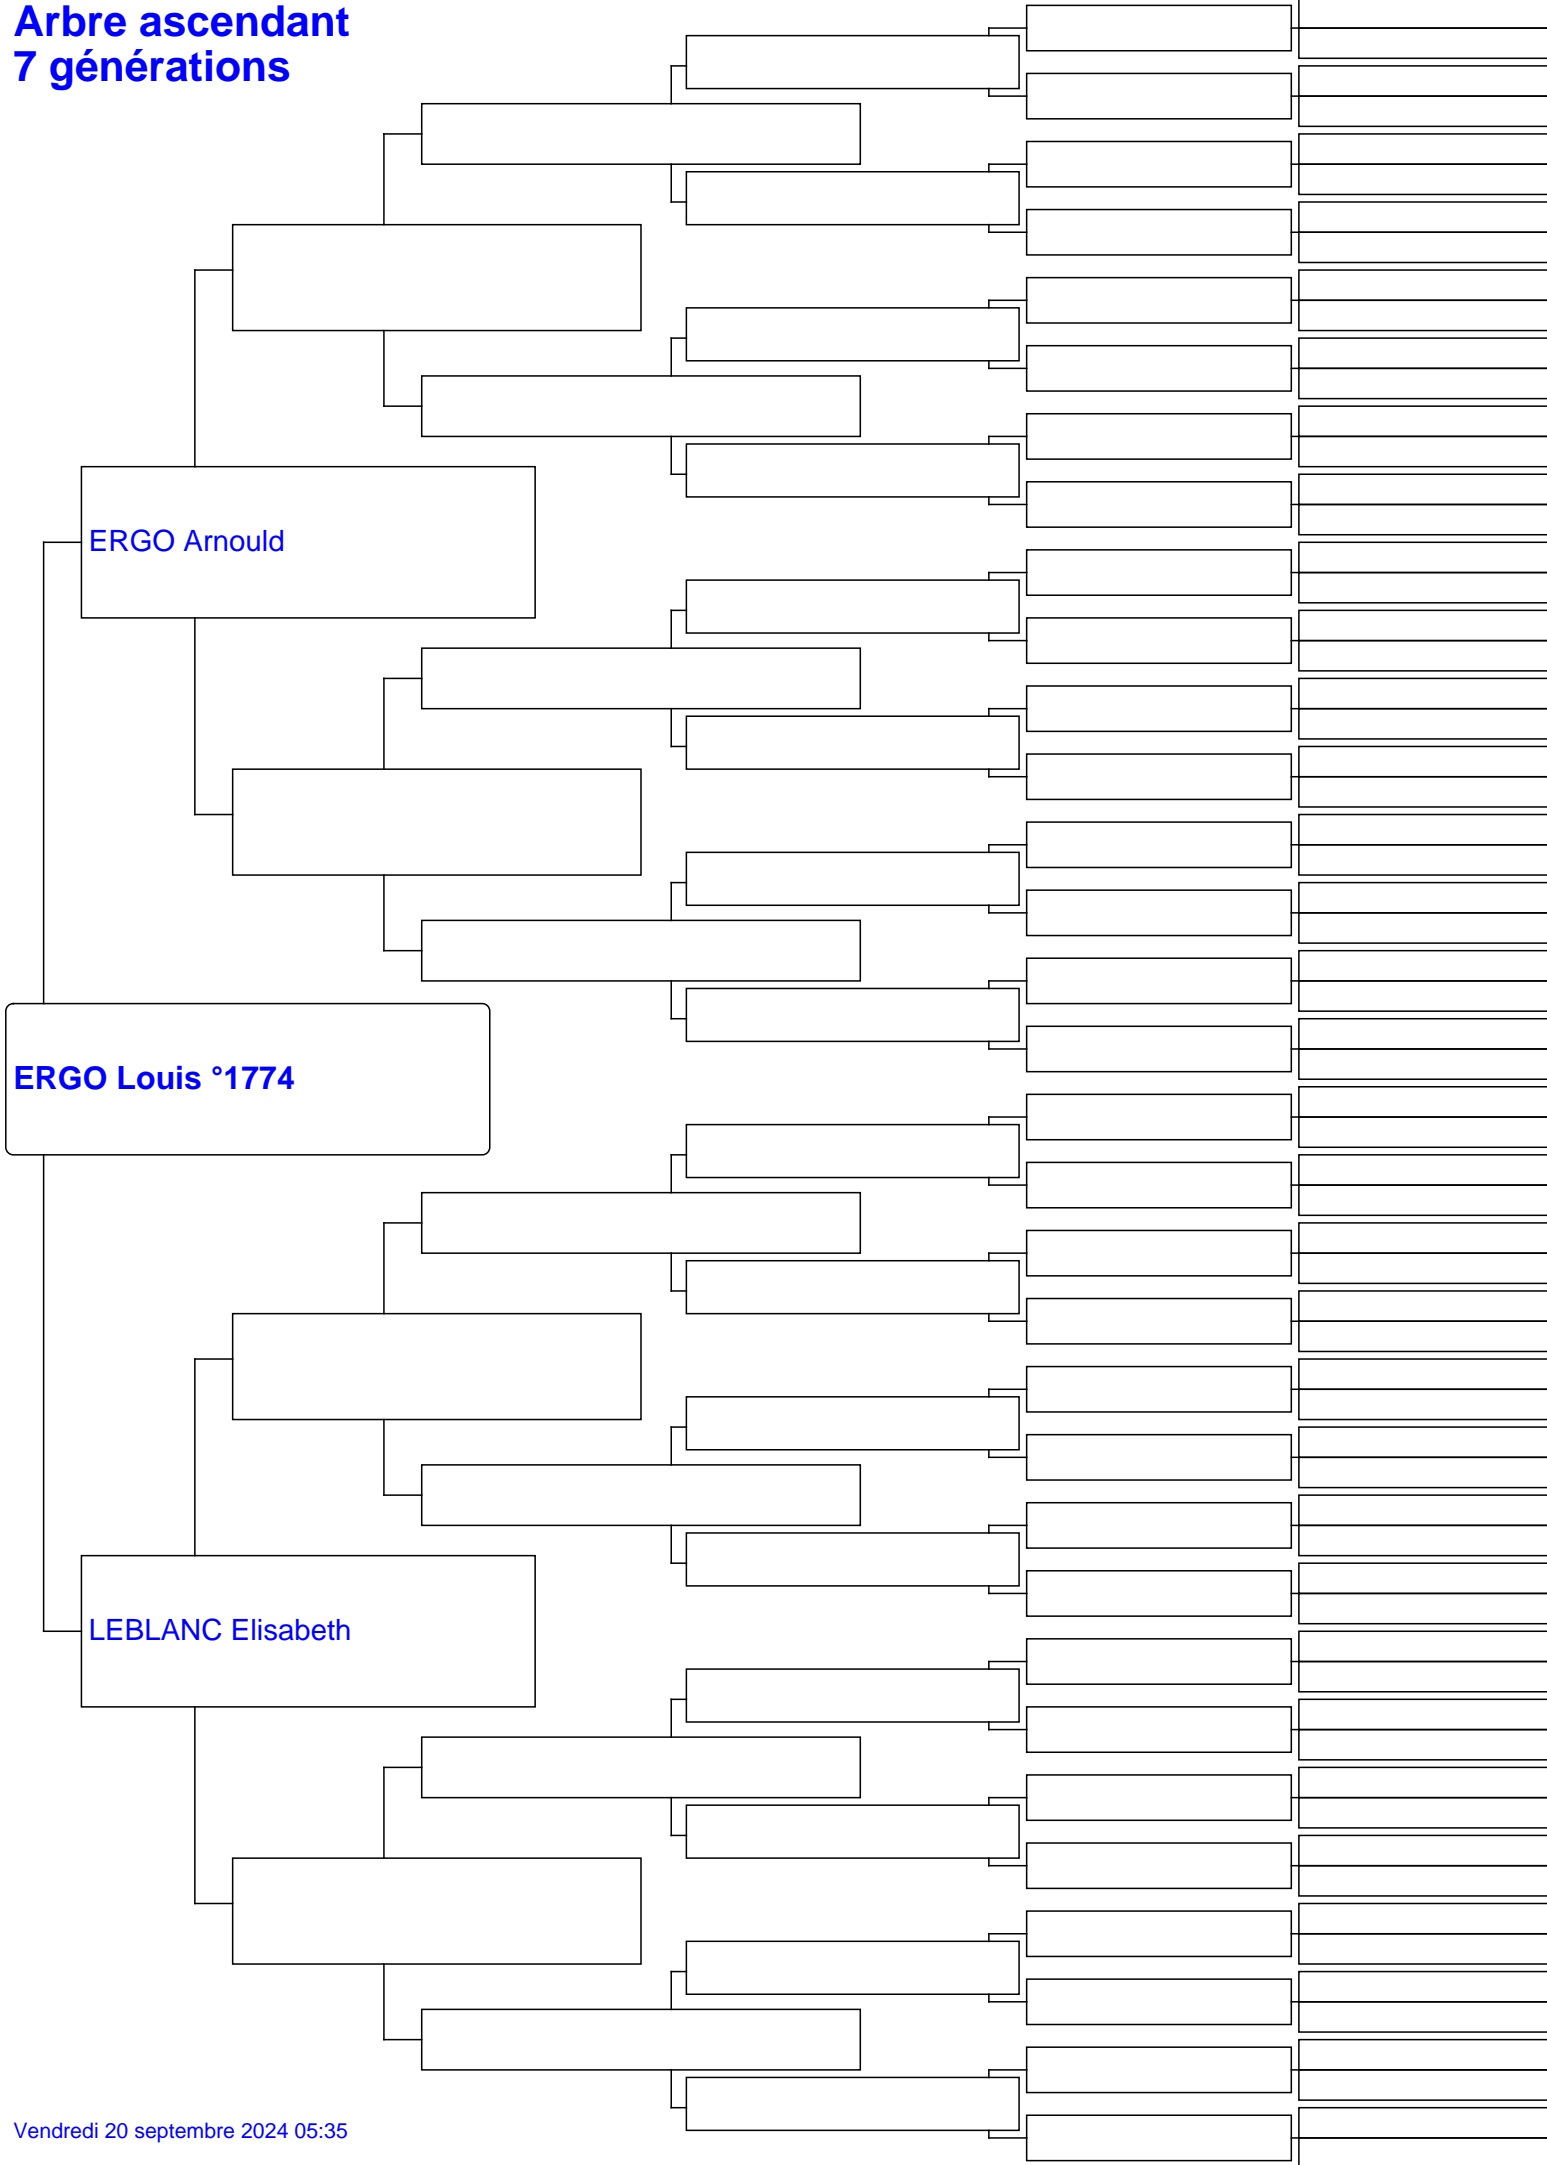 Arbre ascendant
7 générations
ERGO Arnould
ERGO Louis °1774
LEBLANC Elisabeth
Vendredi 20 septembre 2024 05:35